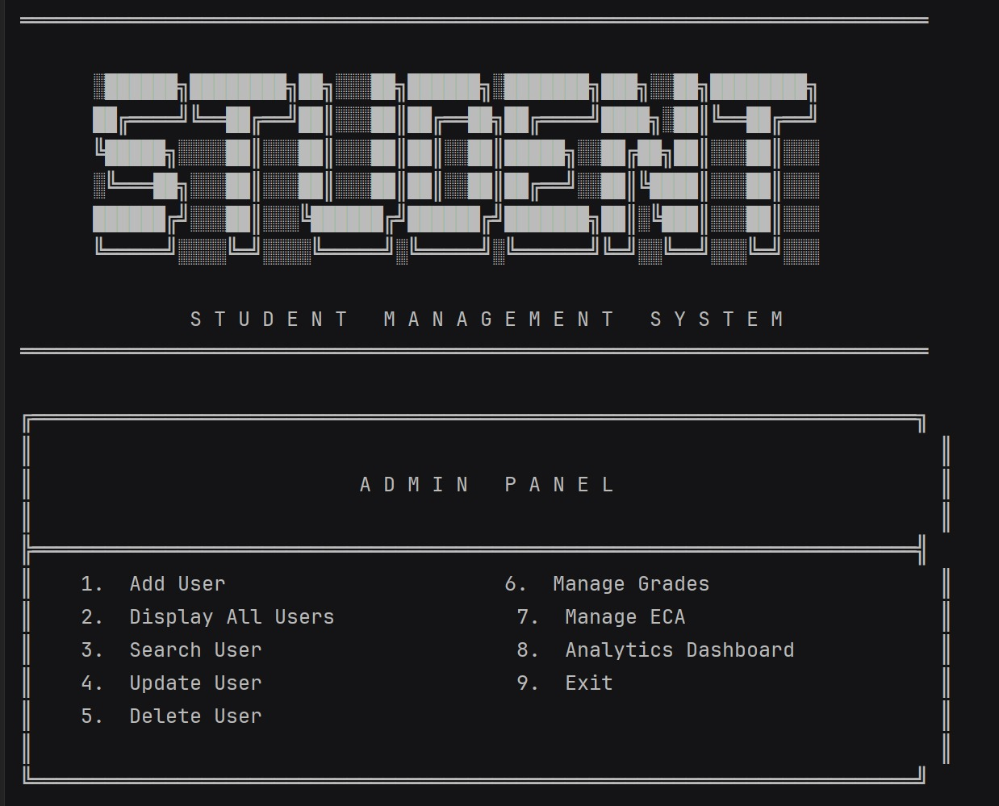 STUDENT
S T U D E N T   M A N A G E M E N T   S Y S T E M
A D M I N   P A N E L
1.  Add User    6.  Manage Grades
2.  Display All Users    7.  Manage ECA
3.  Search User    8.  Analytics Dashboard
4.  Update User    9.  Exit
5.  Delete User